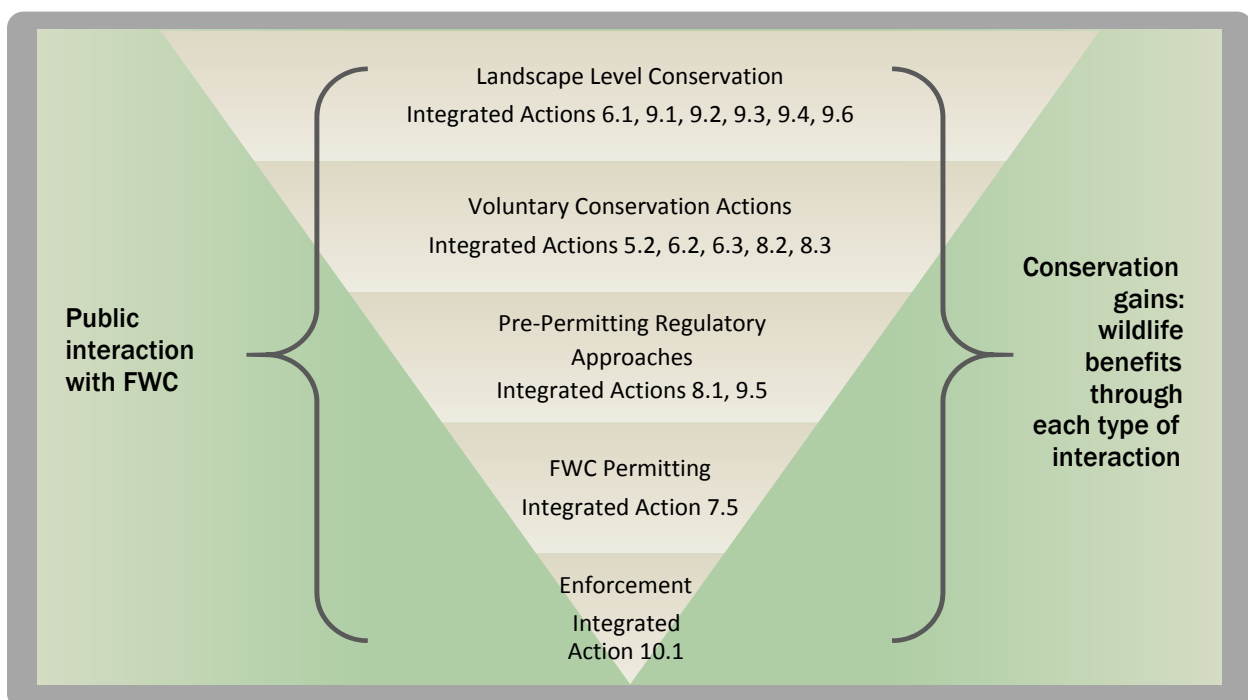 Landscape Level Conservation
Integrated Actions 6.1, 9.1, 9.2, 9.3, 9.4, 9.6
Voluntary Conservation Actions
Integrated Actions 5.2, 6.2, 6.3, 8.2, 8.3
Pre-Permitting Regulatory
Approaches
Integrated Actions 8.1, 9.5
FWC Permitting
Integrated Action 7.5
Enforcement
Integrated
Action 10.1
Public
interaction
with FWC
Conservation
gains:
wildlife
benefits
through
each type of
interaction